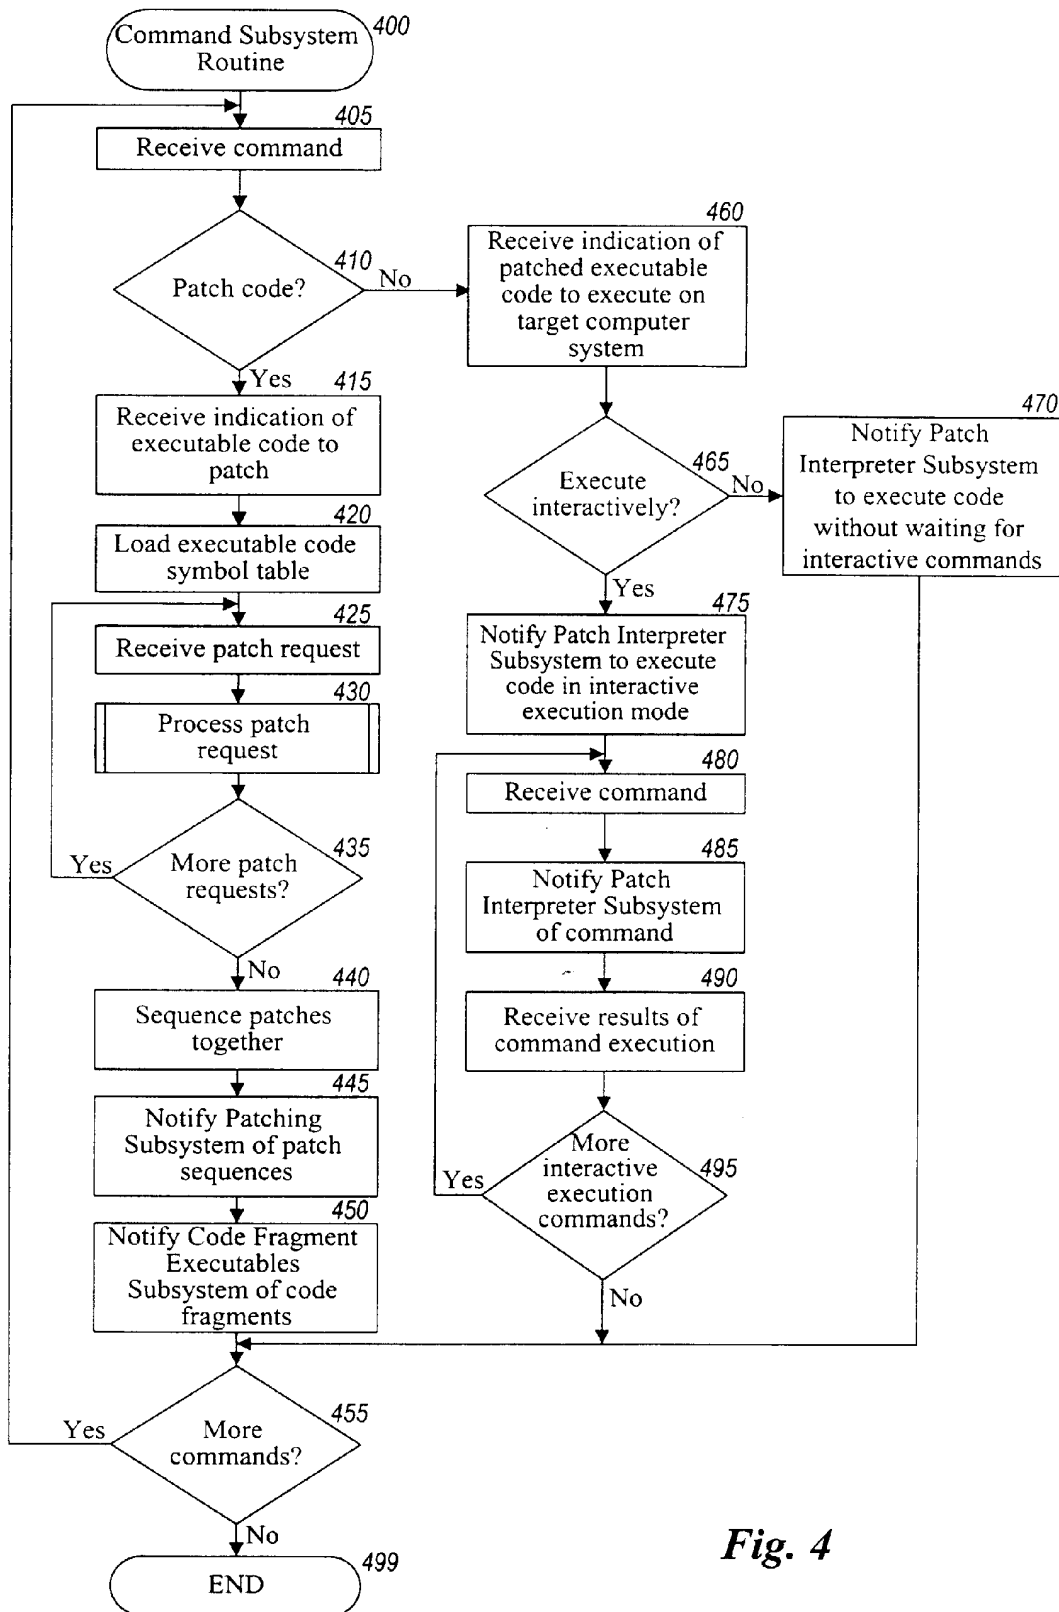 Command Subsystem
Routine
400
405
Receive command
410
Patch code?
No
Yes
415
Receive indication of
executable code to
patch
420
Load executable code
symbol table
425
Receive patch request
430
Process patch
request
435
More patch
requests?
Yes
No
440
Sequence patches
together
445
Notify Patching
Subsystem of patch
sequences
450
Notify Code Fragment
Executables
Subsystem of code
fragments
455
More
commands?
Yes
No
END
499
460
Receive indication of
patched executable
code to execute on
target computer
system
465
Execute
interactively?
No
Yes
470
Notify Patch
Interpreter Subsystem
to execute code
without waiting for
interactive commands
475
Notify Patch Interpreter
Subsystem to execute
code in interactive
execution mode
480
Receive command
485
Notify Patch
Interpreter Subsystem
of command
490
Receive results of
command execution
495
More
interactive
execution
commands?
Yes
No
Fig. 4